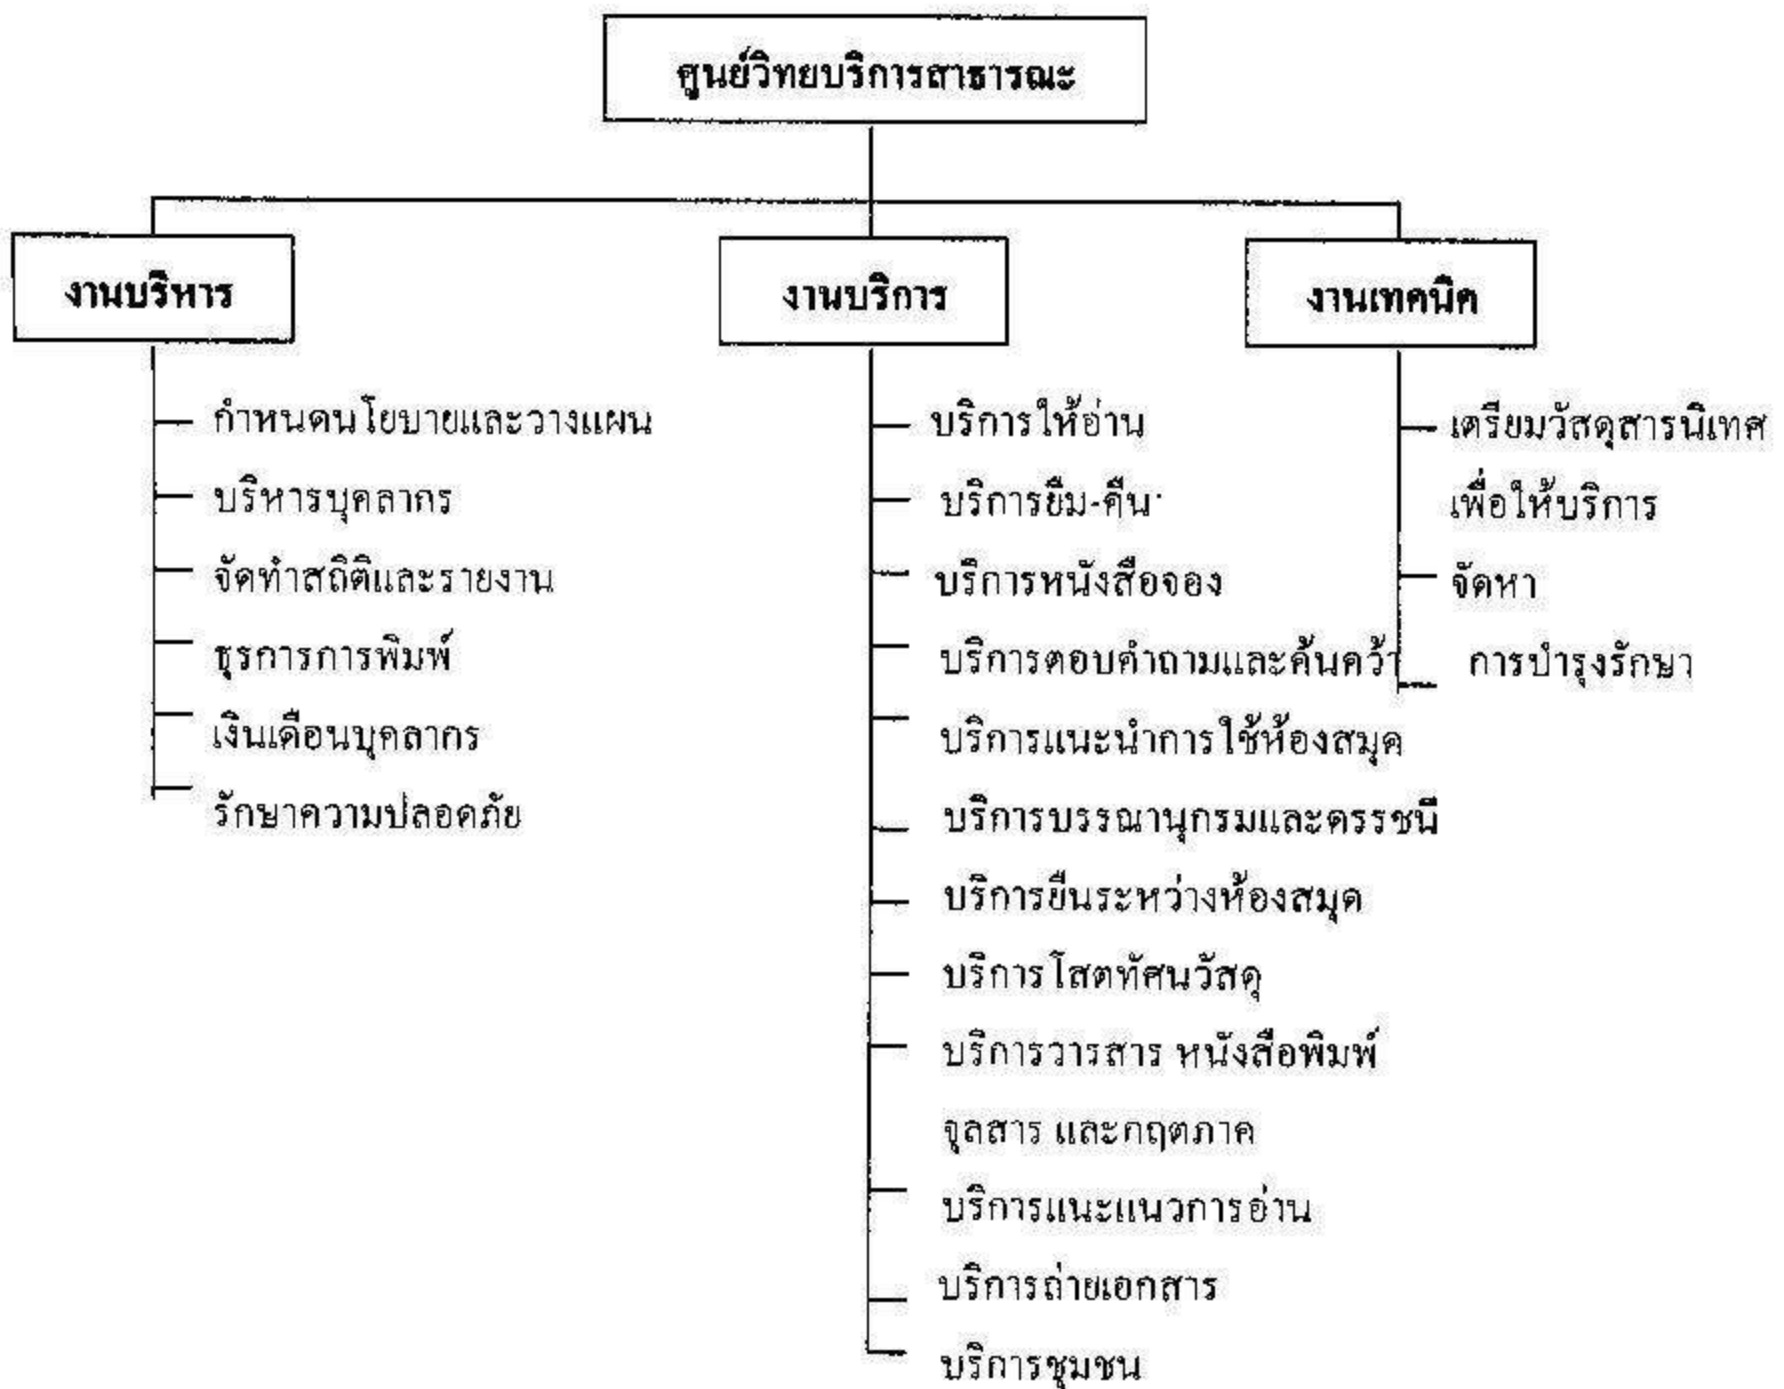 ศูนย์วิทยบริการสาธารณะ
งานบริหาร
กำหนดนโยบายและวางแผน
บริหารบุคลากร
จัดทำสถิติและรายงาน
ธุรการการพิมพ์
เงินเดือนบุคลากร
รักษาความปลอดภัย
งานบริการ
บริการให้อ่าน
บริการยืม-คืน
บริการหนังสือจอง
บริการตอบคำถามและค้นคว้า
บริการแนะนำการใช้ห้องสมุด
บริการบรรณานุกรมและดรรชนี
บริการยืนระหว่างห้องสมุด
บริการโสตทัศนวัสดุ
บริการวารสาร หนังสือพิมพ์
จุลสาร และกฤตภาค
บริการแนะแนวการอ่าน
บริการถ่ายเอกสาร
บริการชุมชน
งานเทคนิค
เตรียมวัสดุสารนิเทศ
เพื่อให้บริการ
จัดหา
การบำรุงรักษา